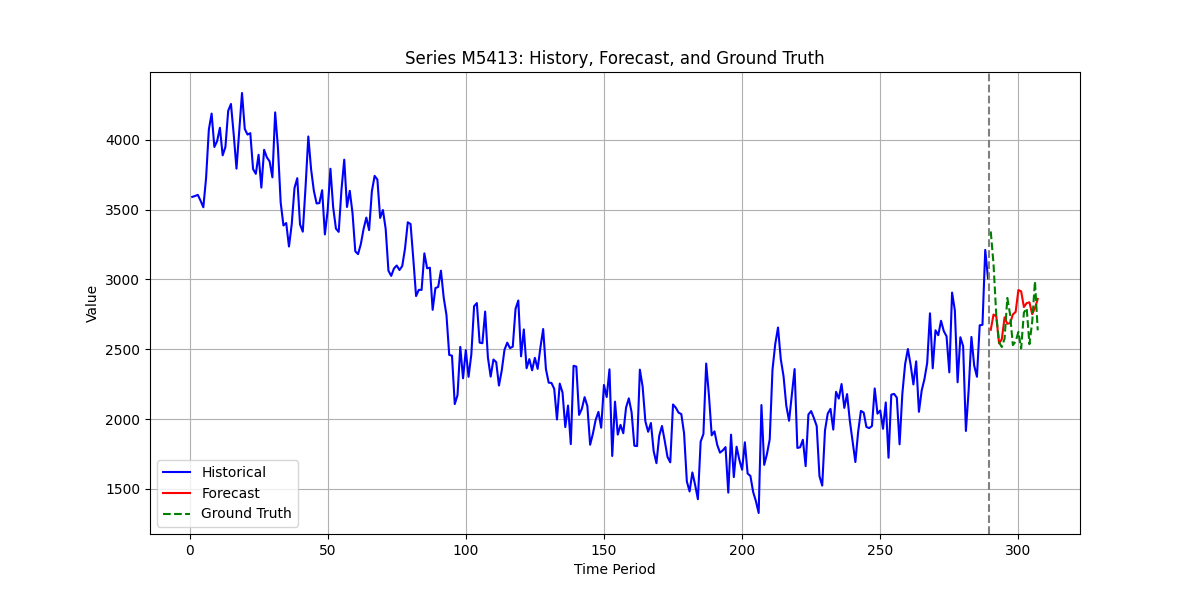 Series M5413: History, Forecast, and Ground Truth
4000
3500
3000
2500
2000
1500
Value
Historical
Forecast
Ground Truth
0 50 100 150 200 250 300
Time Period